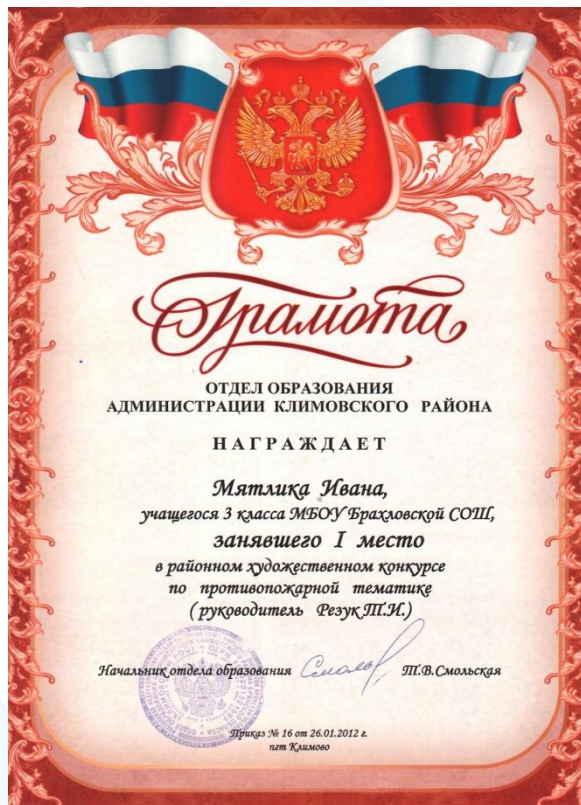 Грамота
ОТДЕЛ ОБРАЗОВАНИЯ
АДМИНИСТРАЦИИ КЛИМОВСКОГО РАЙОНА
НАГРАЖДАЕТ
Мятлика Ивана,
учащегося 3 класса МБОУ Брахловской СОШ,
занявшего I место
в районном художественном конкурсе
по противопожарной тематике
( руководитель Резук Т.И.)
Начальник отдела образования Т.В.Смольская
Приказ № 16 от 26.01.2012 г.
пгт Климово